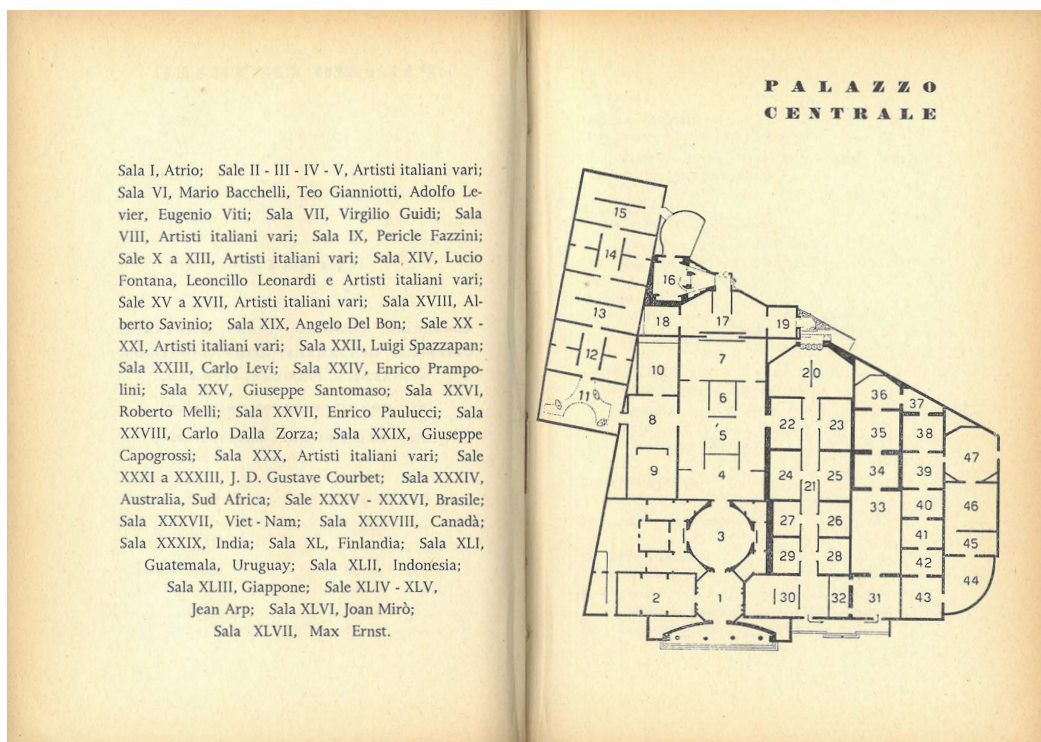 Sala I, Atrio; Sale II - III - IV - V, Artisti italiani vari;
Sala VI, Mario Bacchelli, Teo Gianniotti, Adolfo Le-
vier, Eugenio Viti; Sala VII, Virgilio Guidi; Sala
VIII, Artisti italiani vari; Sala IX, Pericle Fazzini;
Sale X a XIII, Artisti italiani vari; Sala XIV, Lucio
Fontana, Leoncillo Leonardi e Artisti italiani vari;
Sale XV a XVII, Artisti italiani vari; Sala XVIII, Al-
berto Savinio; Sala XIX, Angelo Del Bon; Sale XX -
XXI, Artisti italiani vari; Sala XXII, Luigi Spazzapan;
Sala XXIII, Carlo Levi; Sala XXIV, Enrico Prampo-
lini; Sala XXV, Giuseppe Santomaso; Sala XXVI,
Roberto Melli; Sala XXVII, Enrico Paulucci; Sala
XXVIII, Carlo Dalla Zorza; Sala XXIX, Giuseppe
Capogrossi; Sala XXX, Artisti italiani vari; Sale
XXXI a XXXIII, J. D. Gustave Courbet; Sala XXXIV,
Australia, Sud Africa; Sale XXXV - XXXVI, Brasile;
Sala XXXVII, Viet-Nam; Sala XXXVIII, Canadà;
Sala XXXIX, India; Sala XL, Finlandia; Sala XLI,
Guatemala, Uruguay; Sala XLII, Indonesia;
Sala XLIII, Giappone; Sale XLIV - XLV,
Jean Arp; Sala XLVI, Joan Mirò;
Sala XLVII, Max Ernst.
PALAZZO
CENTRALE
15
14
16
13
18
17
19
12
7
10
20
11
6
36
37
8
5
22
23
35
38
47
9
4
24
21
25
34
39
33
40
46
3
27
26
41
45
29
28
42
44
2
1
30
32
31
43